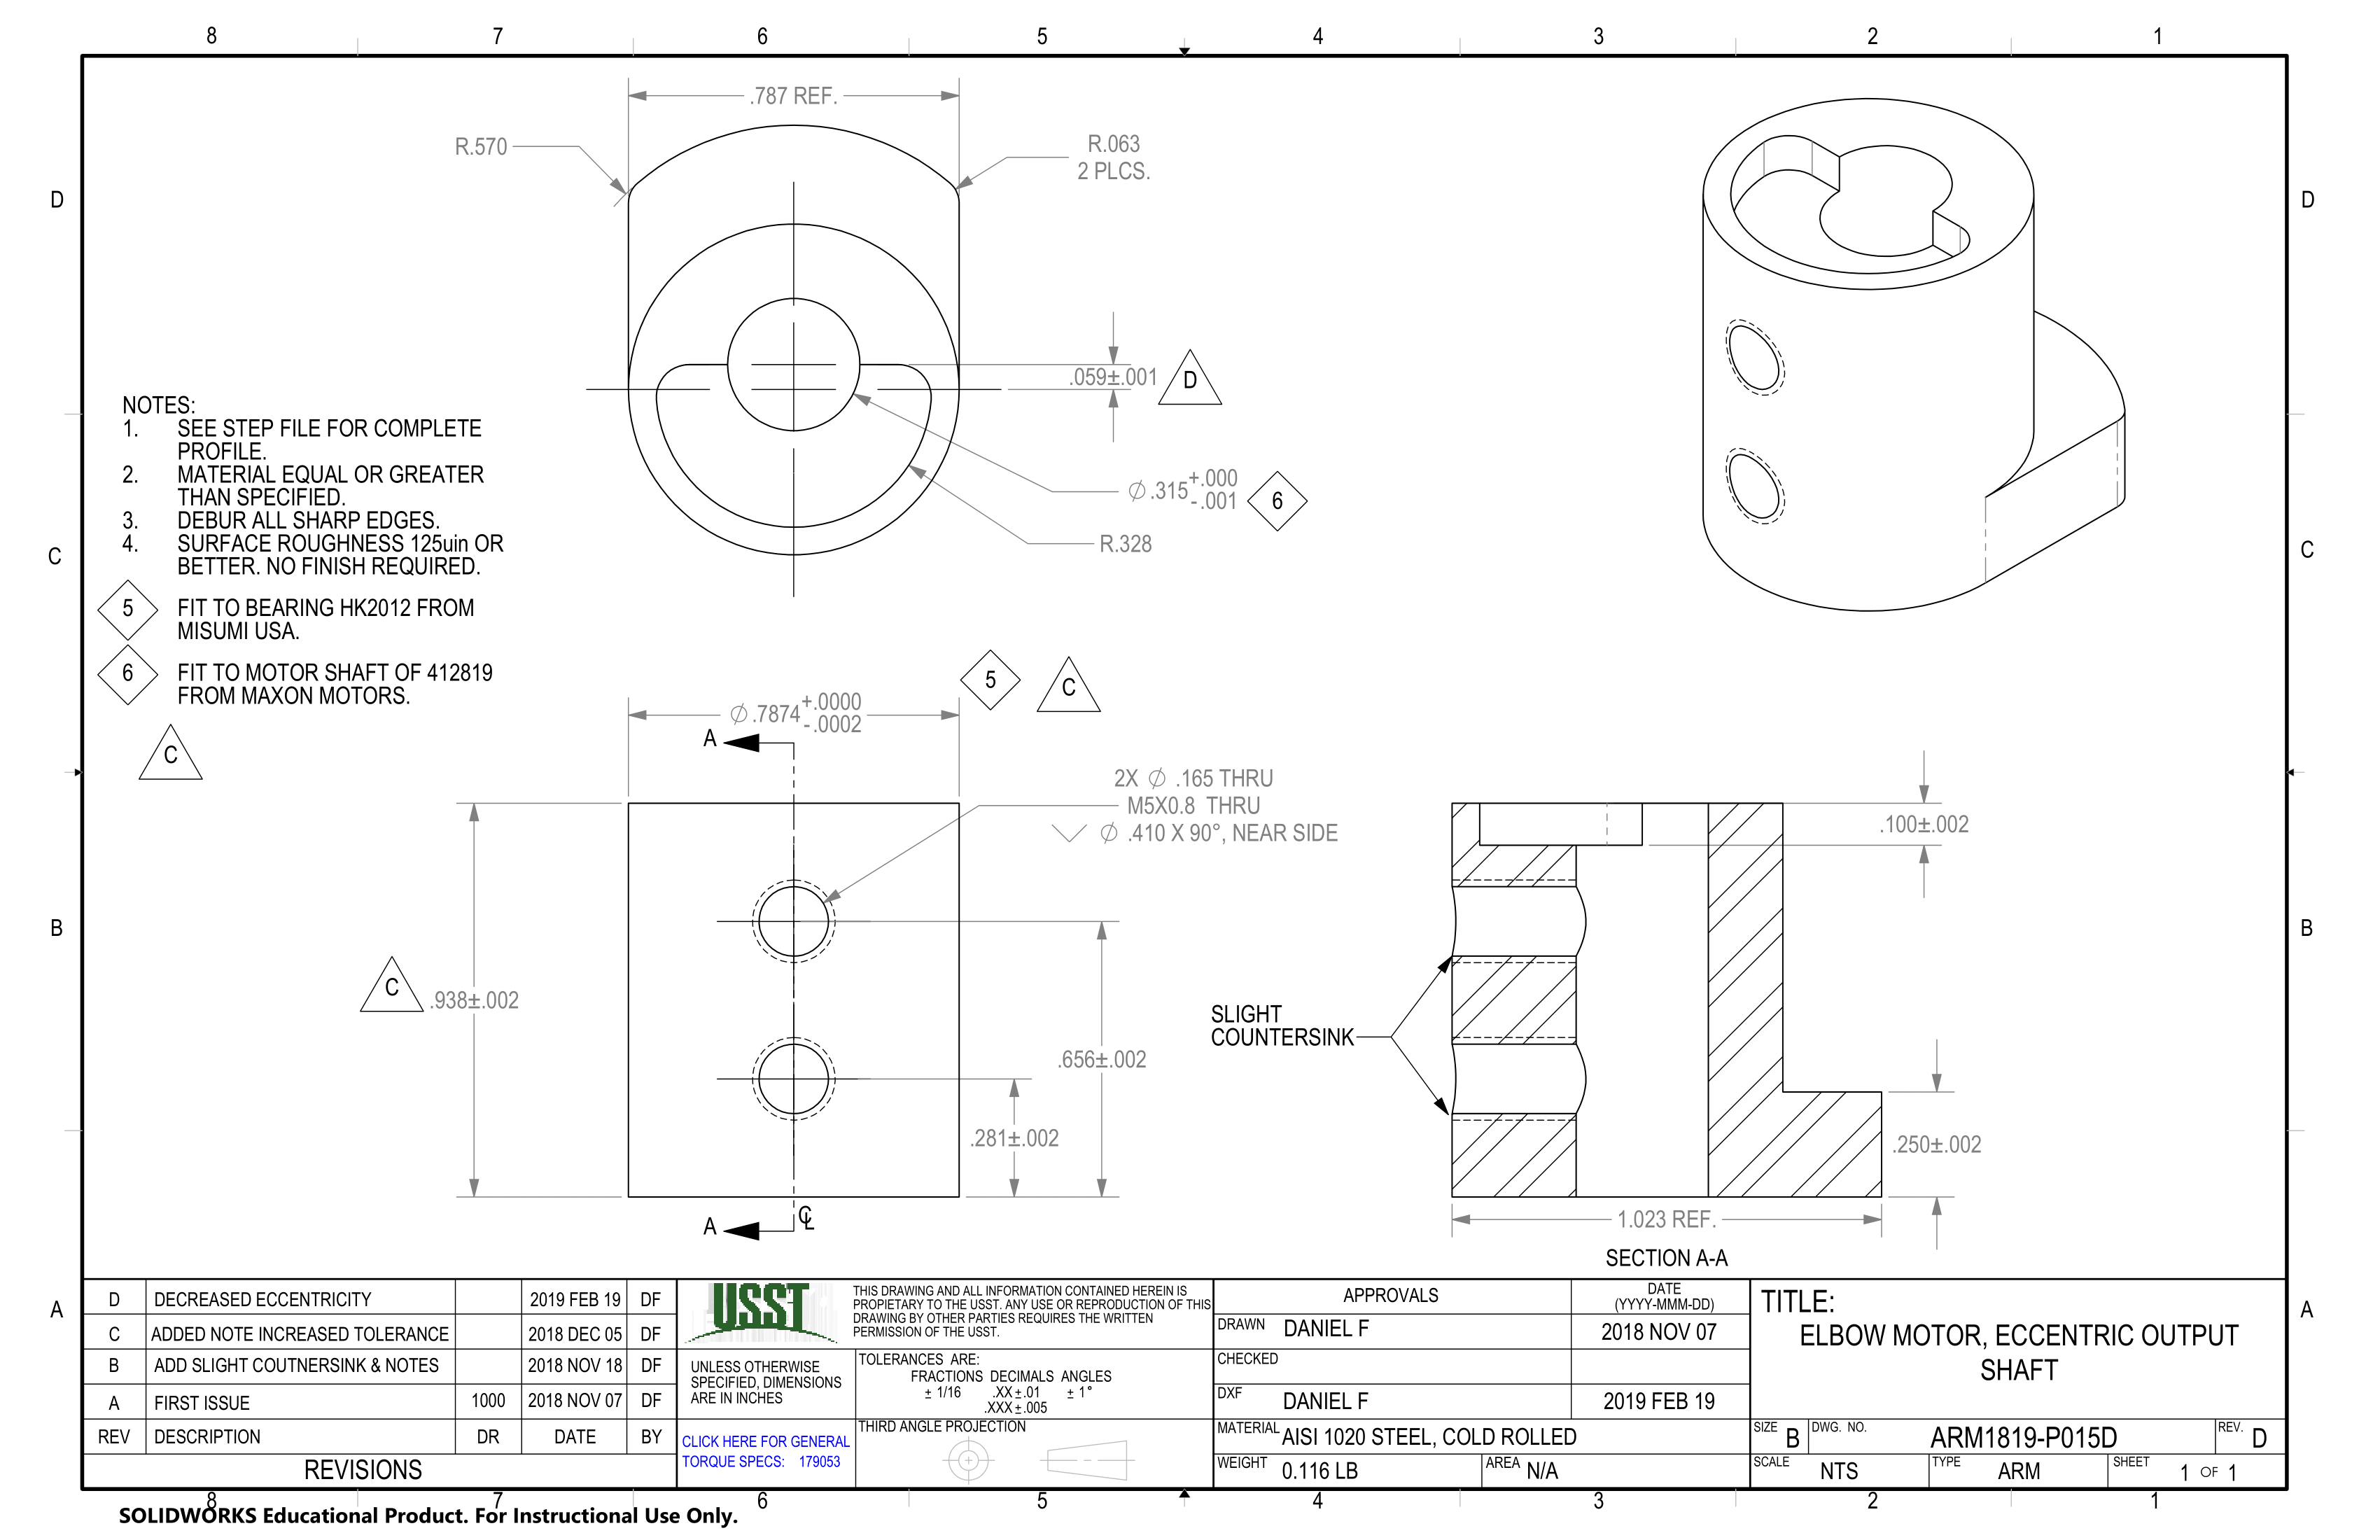 8 7 6 5 4 3 2 1
D
D
C
C
B
B
A
A
.787 REF.
R.570
R.063
2 PLCS.
.059±.001
D
⌀.315 +.000
-.001
6
R.328
NOTES:
1. SEE STEP FILE FOR COMPLETE
PROFILE.
2. MATERIAL EQUAL OR GREATER
THAN SPECIFIED.
3. DEBUR ALL SHARP EDGES.
4. SURFACE ROUGHNESS 125uin OR
BETTER. NO FINISH REQUIRED.
5 FIT TO BEARING HK2012 FROM
MISUMI USA.
6 FIT TO MOTOR SHAFT OF 412819
FROM MAXON MOTORS.
C
5
C
⌀.7874 +.0000
-.0002
A
2X ⌀ .165 THRU
M5X0.8 THRU
⌵ ⌀ .410 X 90°, NEAR SIDE
C
.938±.002
.656±.002
.281±.002
A
℄
.100±.002
SLIGHT
COUNTERSINK
.250±.002
1.023 REF.
SECTION A-A
D DECREASED ECCENTRICITY 2019 FEB 19 DF
C ADDED NOTE INCREASED TOLERANCE 2018 DEC 05 DF
B ADD SLIGHT COUTNERSINK & NOTES 2018 NOV 18 DF
A FIRST ISSUE 1000 2018 NOV 07 DF
REV DESCRIPTION DR DATE BY
REVISIONS
USST
THIS DRAWING AND ALL INFORMATION CONTAINED HEREIN IS
PROPIETARY TO THE USST. ANY USE OR REPRODUCTION OF THIS
DRAWING BY OTHER PARTIES REQUIRES THE WRITTEN
PERMISSION OF THE USST.
UNLESS OTHERWISE
SPECIFIED, DIMENSIONS
ARE IN INCHES
TOLERANCES ARE:
FRACTIONS DECIMALS ANGLES
± 1/16 .XX±.01 ± 1°
.XXX±.005
CLICK HERE FOR GENERAL
TORQUE SPECS: 179053
THIRD ANGLE PROJECTION
APPROVALS DATE
(YYYY-MMM-DD)
DRAWN DANIEL F 2018 NOV 07
CHECKED
DXF DANIEL F 2019 FEB 19
MATERIAL AISI 1020 STEEL, COLD ROLLED
WEIGHT 0.116 LB AREA N/A
TITLE:
ELBOW MOTOR, ECCENTRIC OUTPUT
SHAFT
SIZE B DWG. NO. ARM1819-P015D REV. D
SCALE NTS TYPE ARM SHEET 1 OF 1
8 7 6 5 4 3 2 1
SOLIDWORKS Educational Product. For Instructional Use Only.